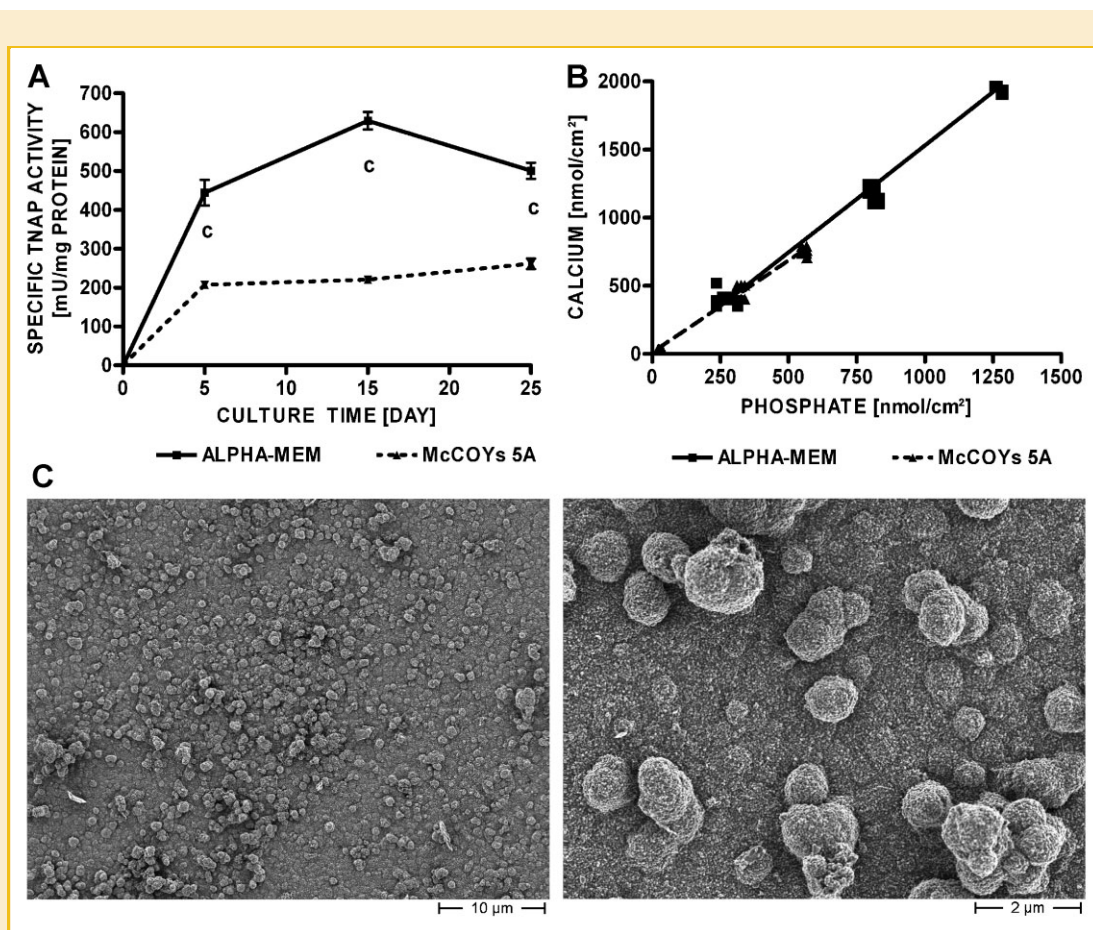 A
SPECIFIC TNAP ACTIVITY
[mU/mg PROTEIN]
700
600
500
400
300
200
100
0
c
c
c
0 5 10 15 20 25
CULTURE TIME [DAY]
ALPHA-MEM McCOYs 5A
B
CALCIUM [nmol/cm²]
2000
1500
1000
500
0
0 250 500 750 1000 1250 1500
PHOSPHATE [nmol/cm²]
ALPHA-MEM McCOYs 5A
C
10 µm
2 µm